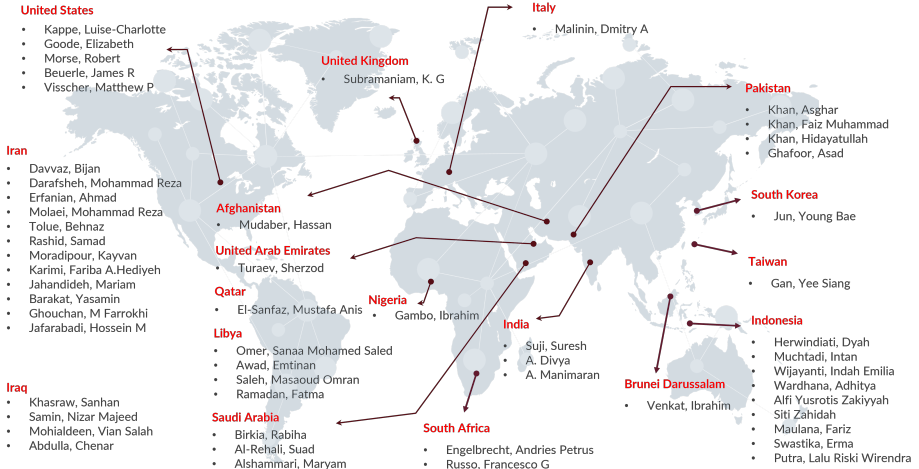 United States
• Kappe, Luise-Charlotte
• Goode, Elizabeth
• Morse, Robert
• Beuerle, James R
• Visscher, Matthew P
Iran
• Davvaz, Bijan
• Darafsheh, Mohammad Reza
• Erfanian, Ahmad
• Molaei, Mohammad Reza
• Tolue, Behnaz
• Rashid, Samad
• Moradipour, Kayvan
• Karimi, Fariba A.Hediyeh
• Jahandideh, Mariam
• Barakat, Yasamin
• Ghouchan, M Farrokhi
• Jafarabadi, Hossein M
Iraq
• Khasraw, Sanhan
• Samin, Nizar Majeed
• Mohialdeen, Vian Salah
• Abdulla, Chenar
United Kingdom
• Subramaniam, K. G
Afghanistan
• Mudaber, Hassan
United Arab Emirates
• Turaev, Sherzod
Qatar
• El-Sanfaz, Mustafa Anis
Libya
• Omer, Sanaa Mohamed Saled
• Awad, Emtinan
• Saleh, Masaoud Omran
• Ramadan, Fatma
Saudi Arabia
• Birkia, Rabiha
• Al-Rehali, Suad
• Alshammari, Maryam
Nigeria
• Gambo, Ibrahim
Italy
• Malinin, Dmitry A
India
• Suji, Suresh
• A. Divya
• A. Manimaran
South Africa
• Engelbrecht, Andries Petrus
• Russo, Francesco G
Pakistan
• Khan, Asghar
• Khan, Faiz Muhammad
• Khan, Hidayatullah
• Ghafoor, Asad
South Korea
• Jun, Young Bae
Taiwan
• Gan, Yee Siang
Brunei Darussalam
• Venkat, Ibrahim
Indonesia
• Herwindiati, Dyah
• Muchtadi, Intan
• Wijayanti, Indah Emilia
• Wardhana, Adhitya
• Alfi Yusrotis Zakiyyah
• Siti Zahidah
• Maulana, Fariz
• Swastika, Erma
• Putra, Lalu Riski Wirendra